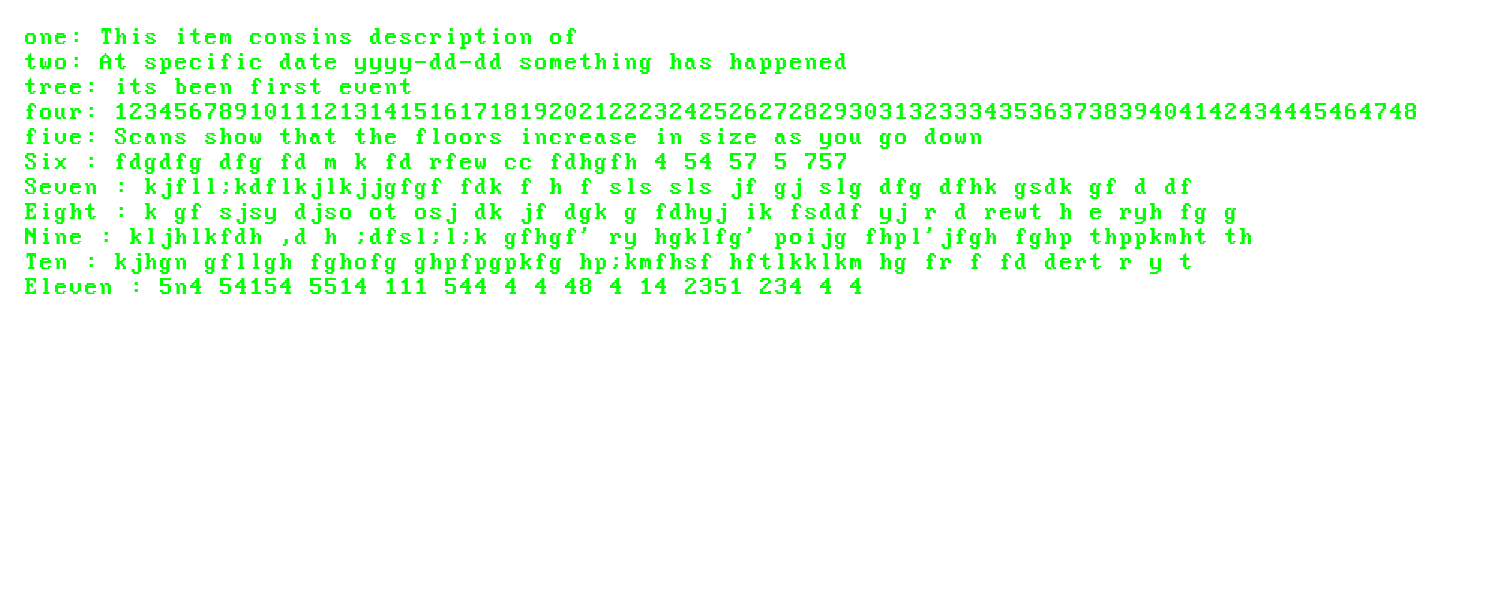 one: This item consins description of
two: At specific date yyyy-dd-dd something has happened
tree: its been first event
four: 123456789101112131415161718192021222324252627282930313233343536373839404142434445464748
five: Scans show that the floors increase in size as you go down
Six : fdgdfg dfg fd m k fd rfew cc fdhgfh 4 54 57 5 757
Seven : kjfll;kdflkjlkjjgfgf fdk f h f sls sls jf gj slg dfg dfhk gsdk gf d df
Eight : k gf sjsy djso ot osj dk jf dgk g fdhyj ik fsddf yj r d rewt h e ryh fg g
Nine : kljhlkfdh ,d h ;dfsl;l;k gfhgf' ry hgklfg' poijg fhpl'jfgh fghp thppkmht th
Ten : kjhgn gfllgh fghofg ghpfpgpkfg hp;kmfhsf hftlkklkm hg fr f fd dert r y t
Eleven : 5n4 54154 5514 111 544 4 4 48 4 14 2351 234 4 4